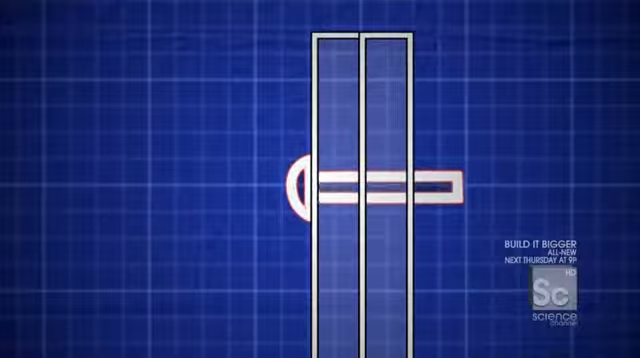 BUILD IT BIGGER
ALL-NEW
NEXT THURSDAY AT 9P
HD
Sc
science
channel